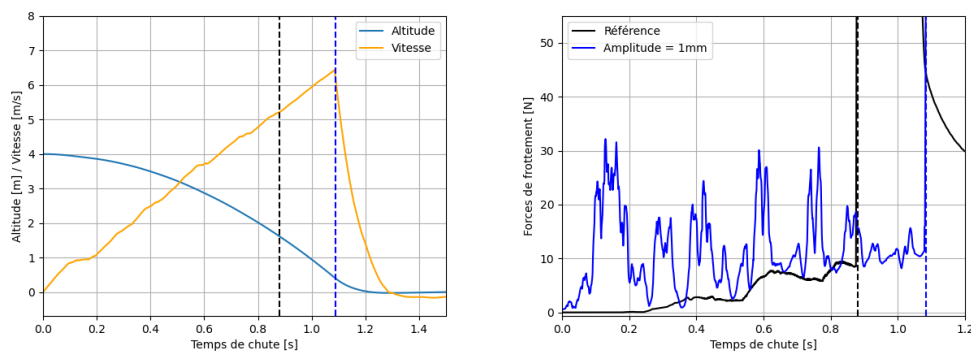 Altitude [m] / Vitesse [m/s]
8
7
6
5
4
3
2
1
0
Altitude
Vitesse
0.0 0.2 0.4 0.6 0.8 1.0 1.2 1.4
Temps de chute [s]
Forces de frottement [N]
50
40
30
20
10
0
Référence
Amplitude = 1mm
0.0 0.2 0.4 0.6 0.8 1.0 1.2
Temps de chute [s]